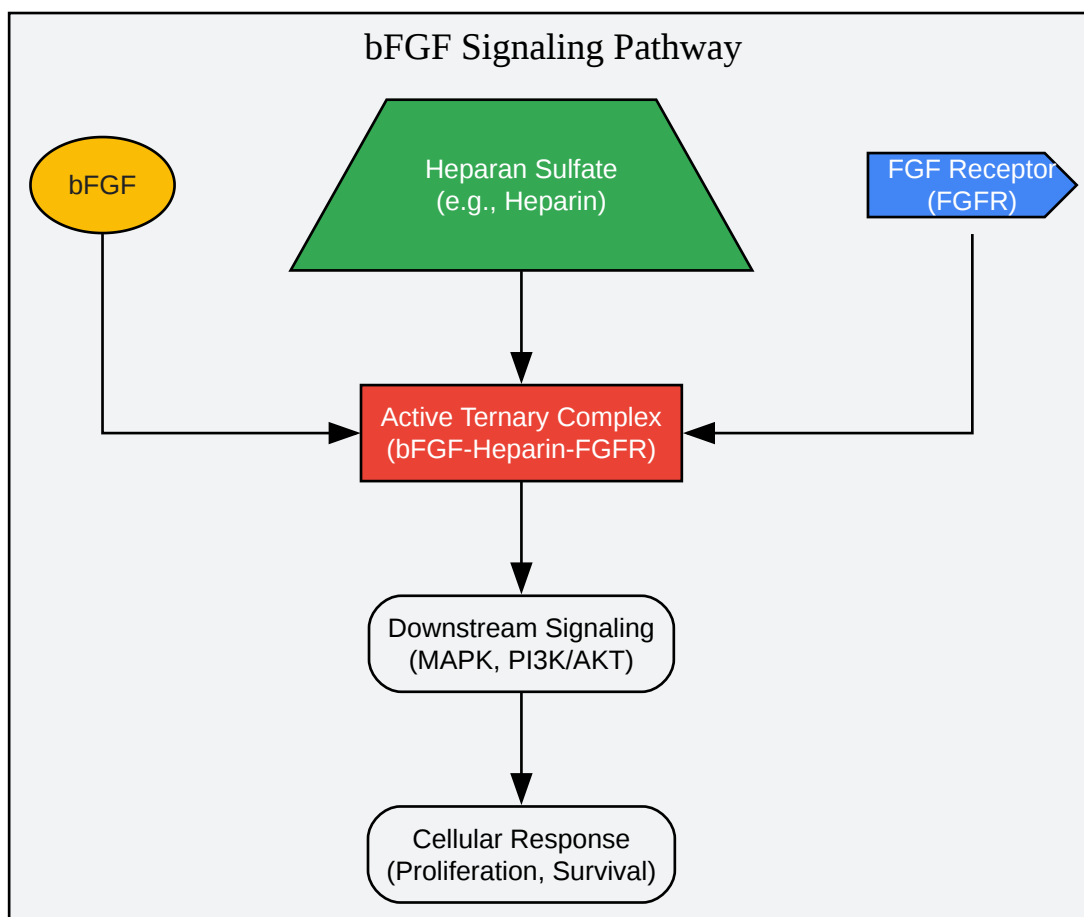 bFGF Signaling Pathway
bFGF
Heparan Sulfate
(e.g., Heparin)
FGF Receptor
(FGFR)
Active Ternary Complex
(bFGF-Heparin-FGFR)
Downstream Signaling
(MAPK, PI3K/AKT)
Cellular Response
(Proliferation, Survival)